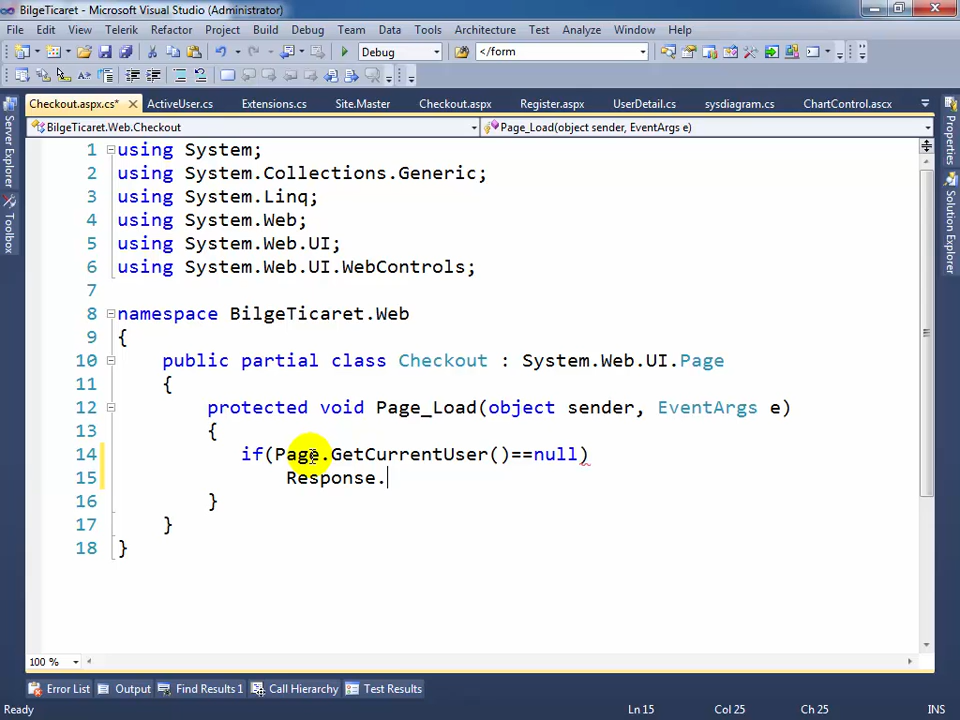 BilgeTicaret - Microsoft Visual Studio (Administrator)
File Edit View Telerik Refactor Project Build Debug Team Data Tools Architecture Test Analyze Window Help
Debug </form
Checkout.aspx.cs* ActiveUser.cs Extensions.cs Site.Master Checkout.aspx Register.aspx UserDetail.cs sysdiagram.cs ChartControl.ascx
BilgeTicaret.Web.Checkout Page_Load(object sender, EventArgs e)
Server Explorer
Toolbox
Properties
Solution Explorer
1 using System;
2 using System.Collections.Generic;
3 using System.Linq;
4 using System.Web;
5 using System.Web.UI;
6 using System.Web.UI.WebControls;
7
8 namespace BilgeTicaret.Web
9 {
10 public partial class Checkout : System.Web.UI.Page
11 {
12 protected void Page_Load(object sender, EventArgs e)
13 {
14 if(Page.GetCurrentUser()==null)
15 Response.
16 }
17 }
18 }
100 %
Error List Output Find Results 1 Call Hierarchy Test Results
Ready Ln 15 Col 25 Ch 25 INS